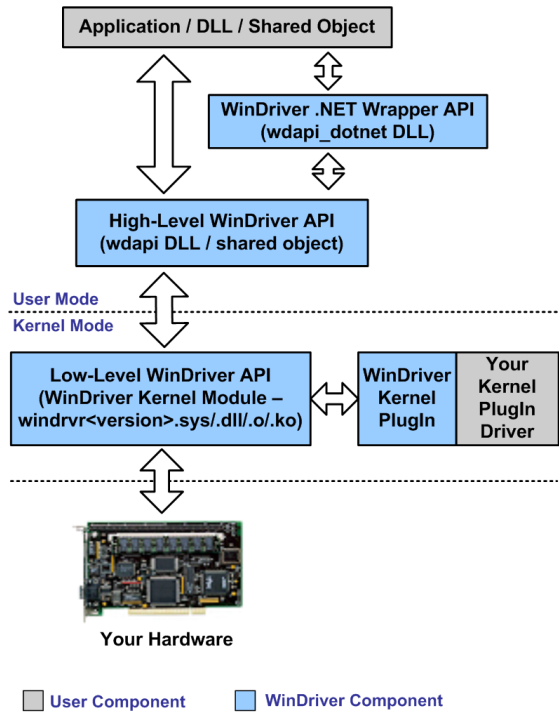 Application / DLL / Shared Object
WinDriver .NET Wrapper API
(wdapi_dotnet DLL)
High-Level WinDriver API
(wdapi DLL / shared object)
User Mode
Kernel Mode
Low-Level WinDriver API
(WinDriver Kernel Module –
windrvr<version>.sys/.dll/.o/.ko)
WinDriver
Kernel
PlugIn
Your
Kernel
PlugIn
Driver
Your Hardware
User Component
WinDriver Component